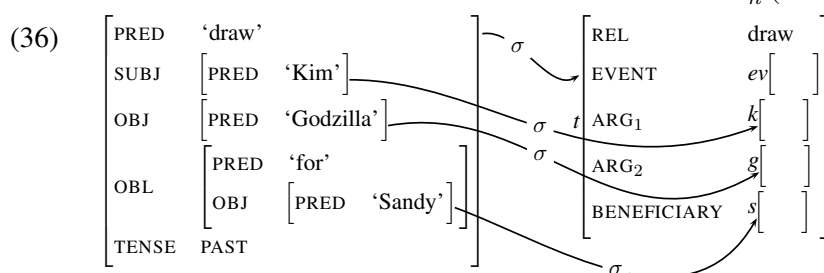 n (
(36) PRED ‘draw’ σ REL draw
SUBJ [PRED ‘Kim’] EVENT ev[ ]
OBJ [PRED ‘Godzilla’] σ t ARG1 k[ ]
PRED ‘for’ σ ARG2 g[ ]
OBL
OBJ [PRED ‘Sandy’] BENEFICIARY s[ ]
TENSE PAST
σ